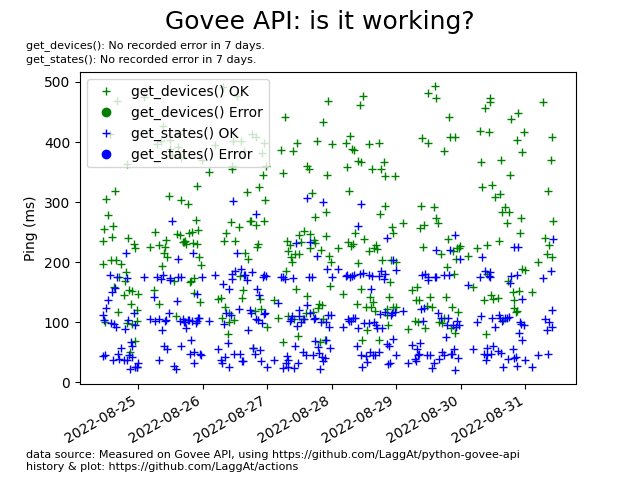 Govee API: is it working?
get_devices(): No recorded error in 7 days.
get_states(): No recorded error in 7 days.
get_devices() OK
get_devices() Error
get_states() OK
get_states() Error
Ping (ms)
500
400
300
200
100
0
2022-08-25
2022-08-26
2022-08-27
2022-08-28
2022-08-29
2022-08-30
2022-08-31
data source: Measured on Govee API, using https://github.com/LaggAt/python-govee-api
history & plot: https://github.com/LaggAt/actions